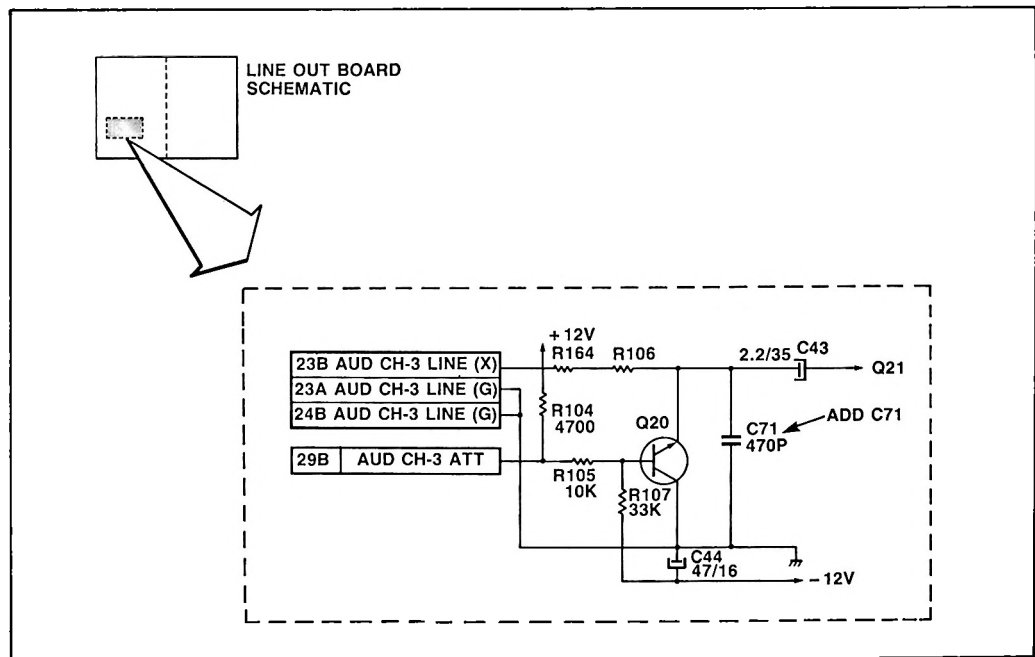 LINE OUT BOARD
SCHEMATIC
+12V
23B AUD CH-3 LINE (X)
23A AUD CH-3 LINE (G)
24B AUD CH-3 LINE (G)
29B AUD CH-3 ATT
R164
R106
2.2/35
C43
Q21
R104
4700
Q20
ADD C71
C71
470P
R105
10K
R107
33K
C44
47/16
-12V